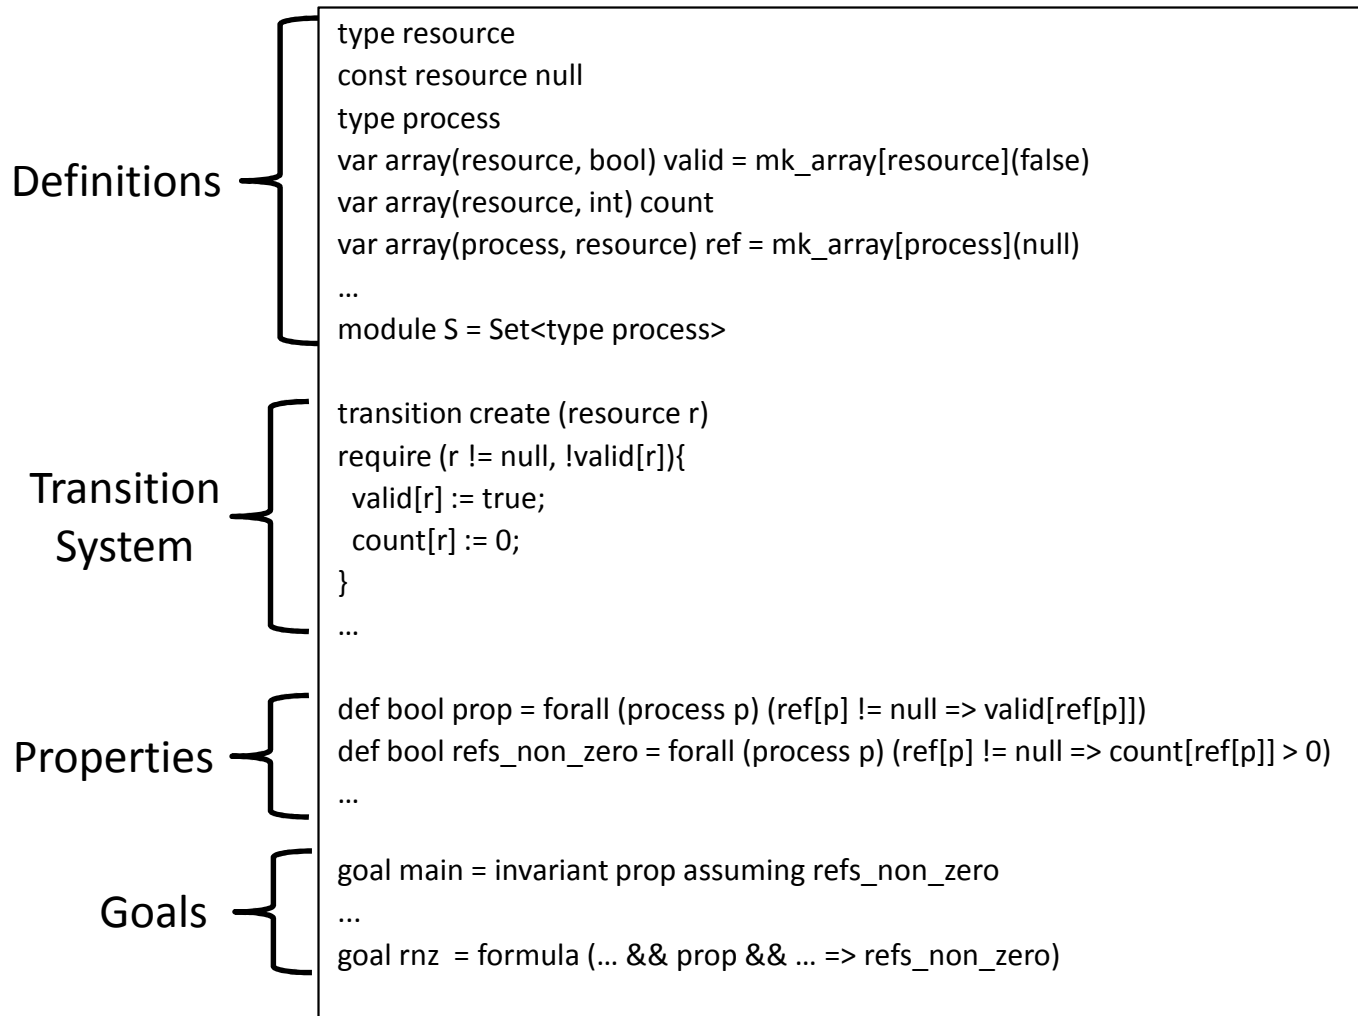 Definitions
type resource
const resource null
type process
var array(resource, bool) valid = mk_array[resource](false)
var array(resource, int) count
var array(process, resource) ref = mk_array[process](null)
...
module S = Set<type process>
Transition
System
transition create (resource r)
require (r != null, !valid[r]){
valid[r] := true;
count[r] := 0;
}
...
Properties
def bool prop = forall (process p) (ref[p] != null => valid[ref[p]])
def bool refs_non_zero = forall (process p) (ref[p] != null => count[ref[p]] > 0)
...
Goals
goal main = invariant prop assuming refs_non_zero
...
goal rnz  = formula (... && prop && ... => refs_non_zero)